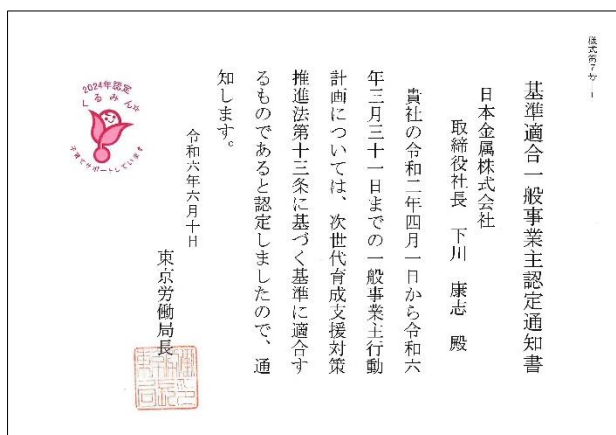 様式第7号
基準適合一般事業主認定通知書
日本金属株式会社
取締役社長 下川 康志 殿
貴社の令和二年四月一日から令和六
年三月三十一日までの一般事業主行動
計画については、次世代育成支援対策
推進法第十三条に基づく基準に適合す
るものであると認定しましたので、通
知します。
令和六年六月十日
東京労働局長
2024年認定
くるみん
子育てサポートしています